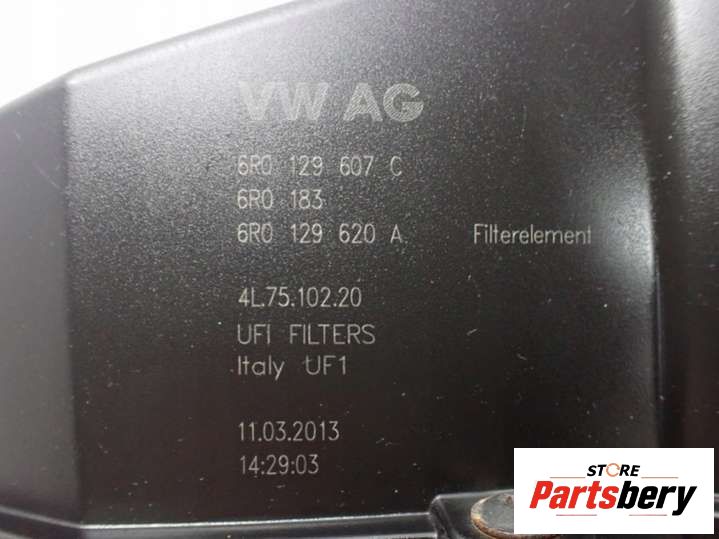 VW AG
6R0 129 607 C
6R0 183
6R0 129 620 A Filterelement
4L.75.102.20
UFI FILTERS
Italy UF1
11.03.2013
14:29:03
STORE
Partsbery